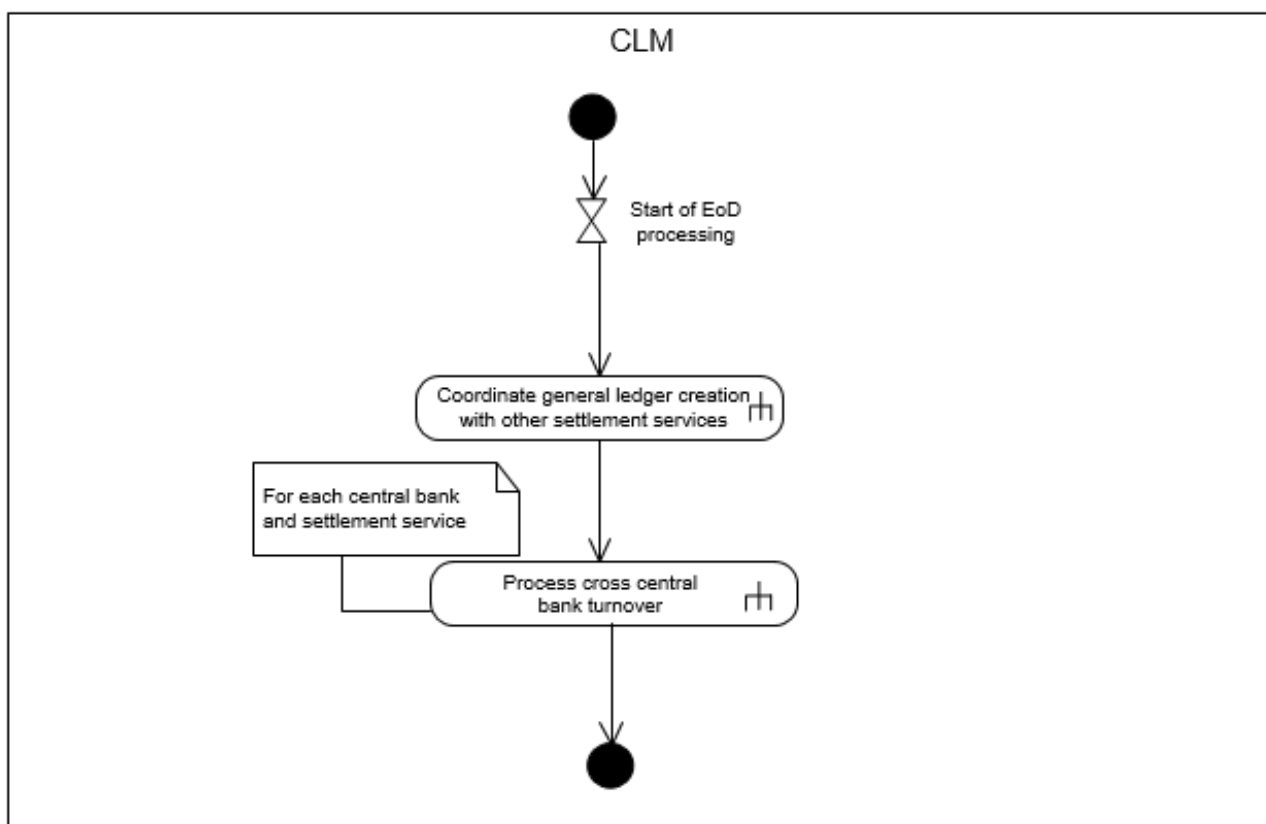 CLM
Start of EoD
processing
Coordinate general ledger creation
with other settlement services
For each central bank
and settlement service
Process cross central
bank turnover